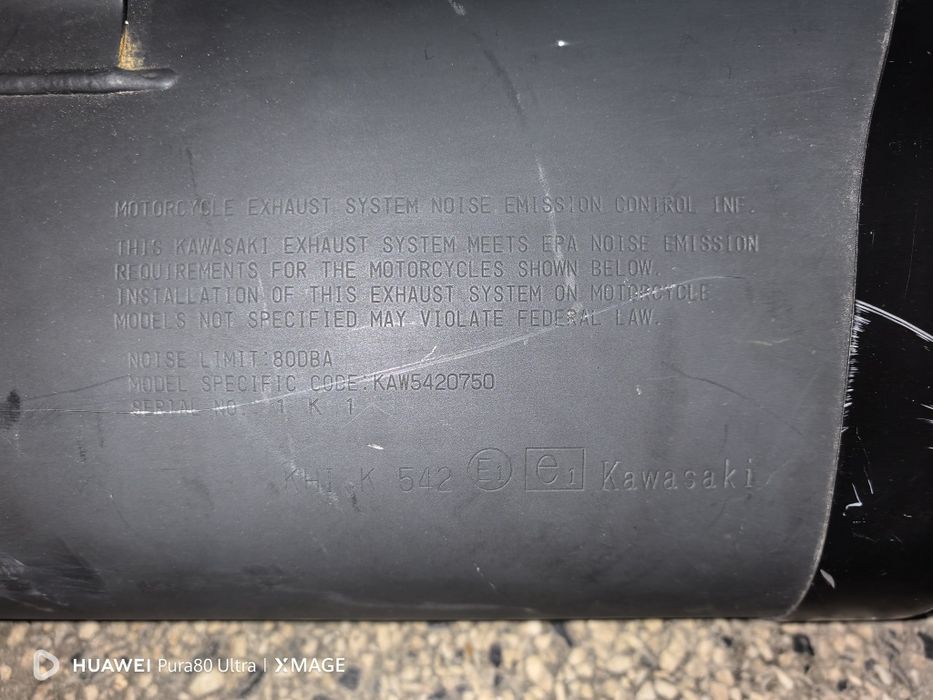 MOTORCYCLE EXHAUST SYSTEM NOISE EMISSION CONTROL INF.
THIS KAWASAKI EXHAUST SYSTEM MEETS EPA NOISE EMISSION
REQUIREMENTS FOR THE MOTORCYCLES SHOWN BELOW.
INSTALLATION OF THIS EXHAUST SYSTEM ON MOTORCYCLE
MODELS NOT SPECIFIED MAY VIOLATE FEDERAL LAW.
NOISE LIMIT:80DBA
MODEL SPECIFIC CODE:KAW5420750
SERIAL NO. 1 K 1
KHI K 542 E1 e1 Kawasaki
HUAWEI Pura80 Ultra | XMAGE